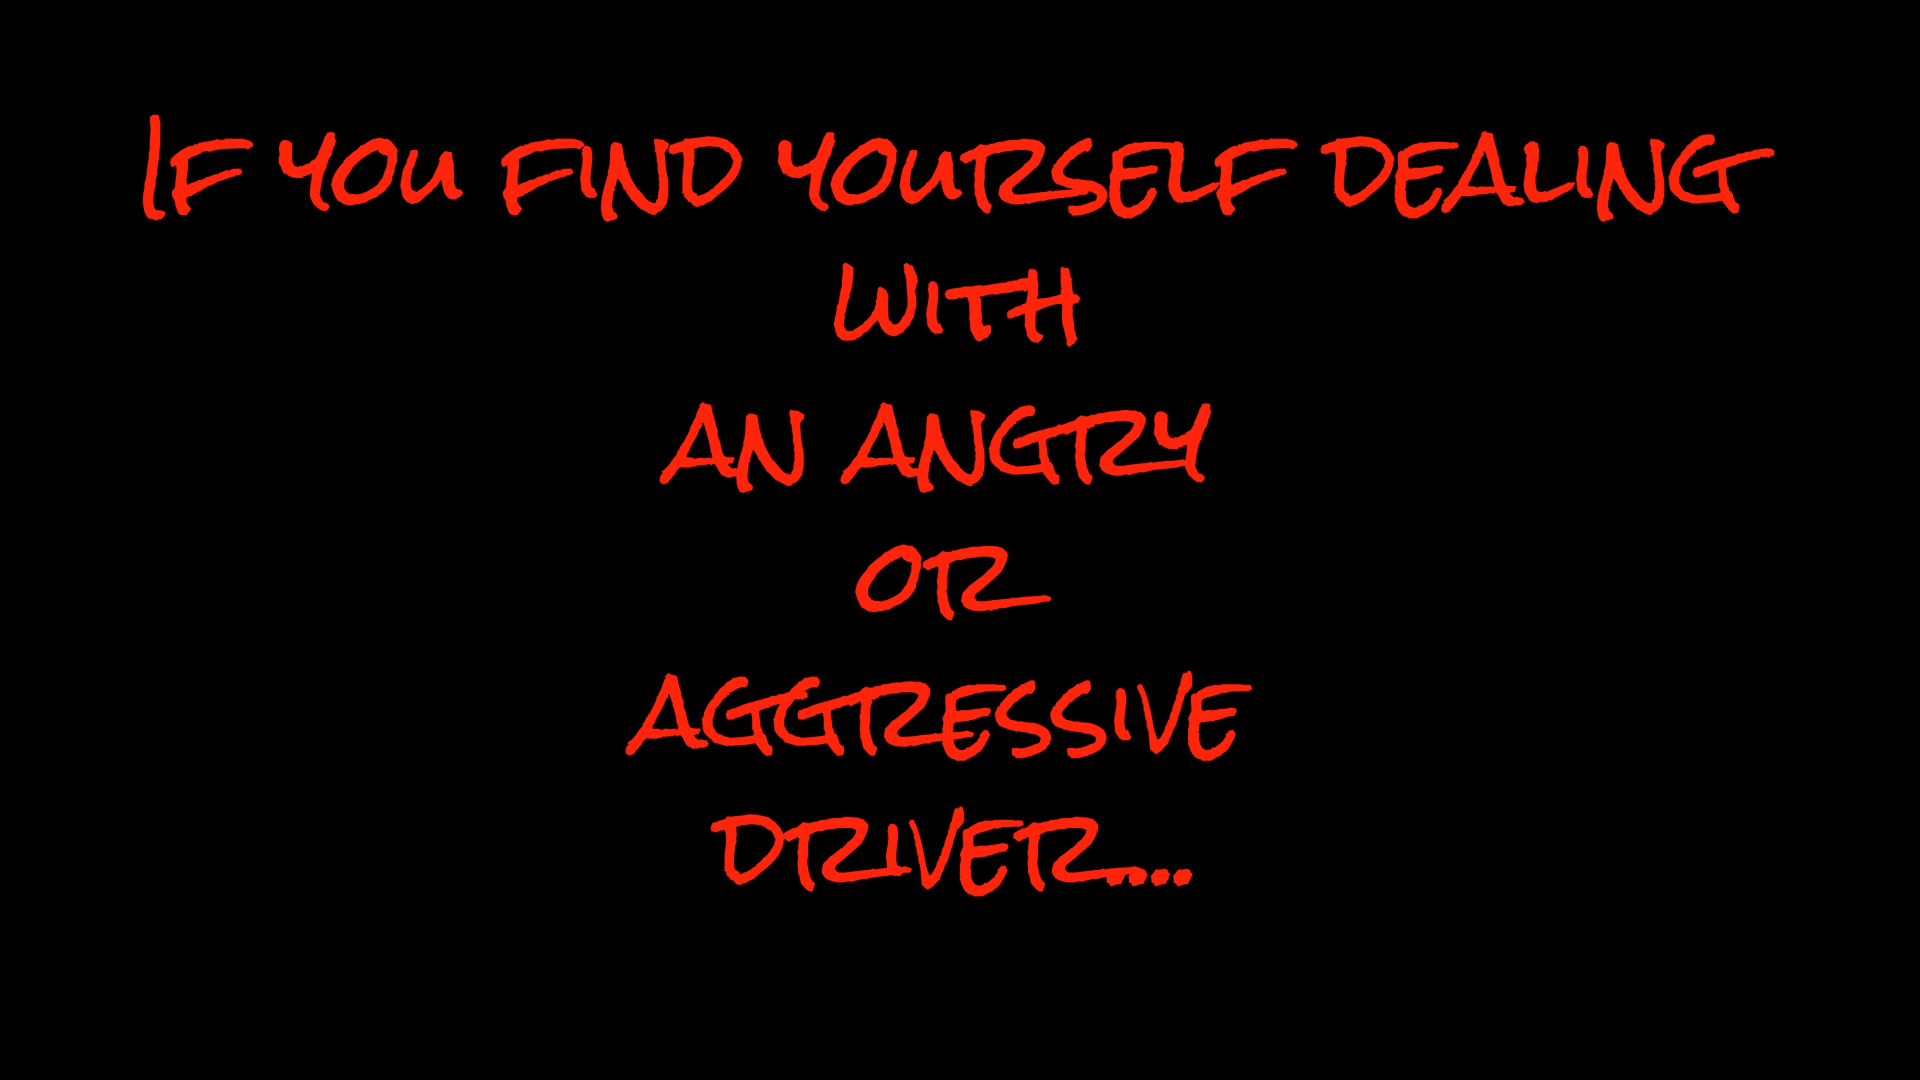 If you find yourself dealing
with
an angry
or
aggressive
driver....